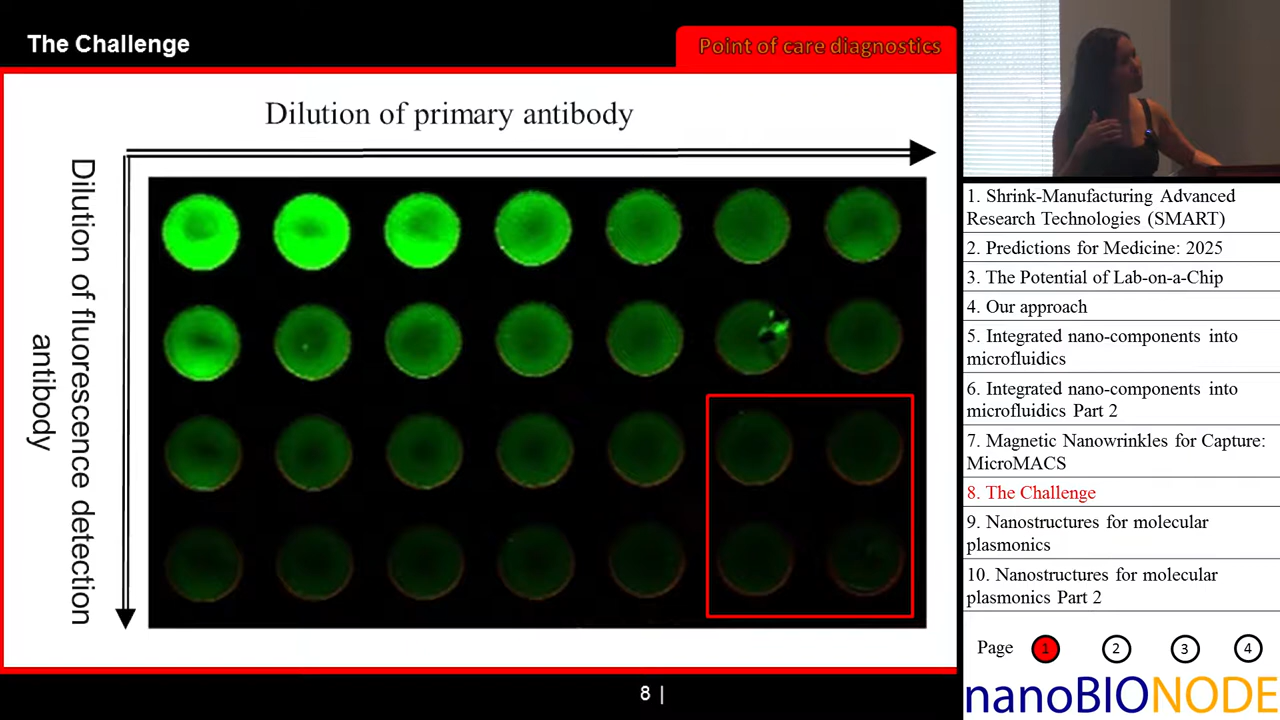 The Challenge
Point of care diagnostics
Dilution of primary antibody
Dilution of fluorescence detection
antibody
8 |
1. Shrink-Manufacturing Advanced
Research Technologies (SMART)
2. Predictions for Medicine: 2025
3. The Potential of Lab-on-a-Chip
4. Our approach
5. Integrated nano-components into
microfluidics
6. Integrated nano-components into
microfluidics Part 2
7. Magnetic Nanowrinkles for Capture:
MicroMACS
8. The Challenge
9. Nanostructures for molecular
plasmonics
10. Nanostructures for molecular
plasmonics Part 2
Page 1 2 3 4
nanoBIONODE